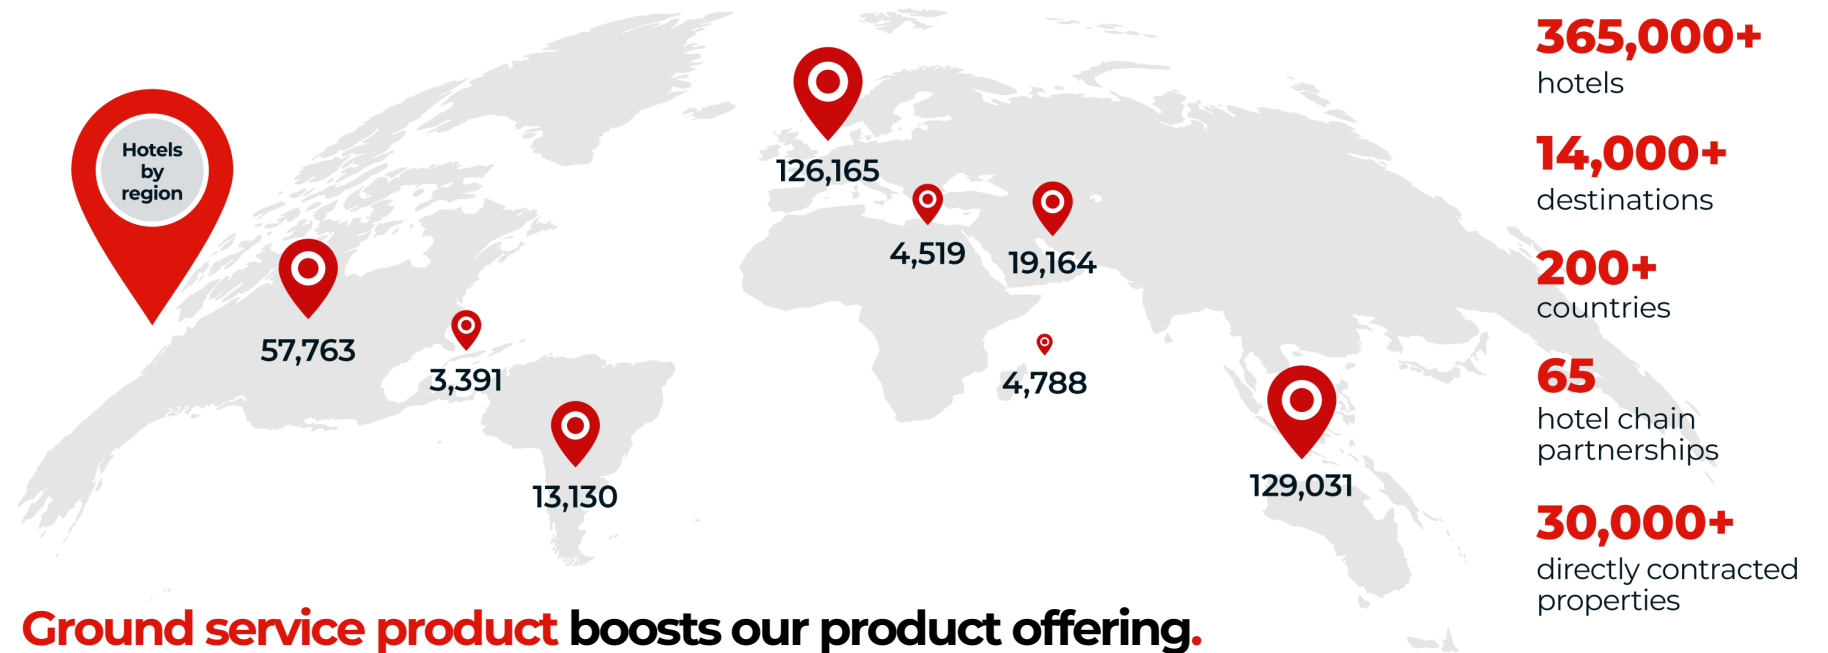 Hotels
by
region
126,165
4,519
19,164
57,763
3,391
4,788
13,130
129,031
365,000+
hotels
14,000+
destinations
200+
countries
65
hotel chain
partnerships
30,000+
directly contracted
properties
Ground service product boosts our product offering.